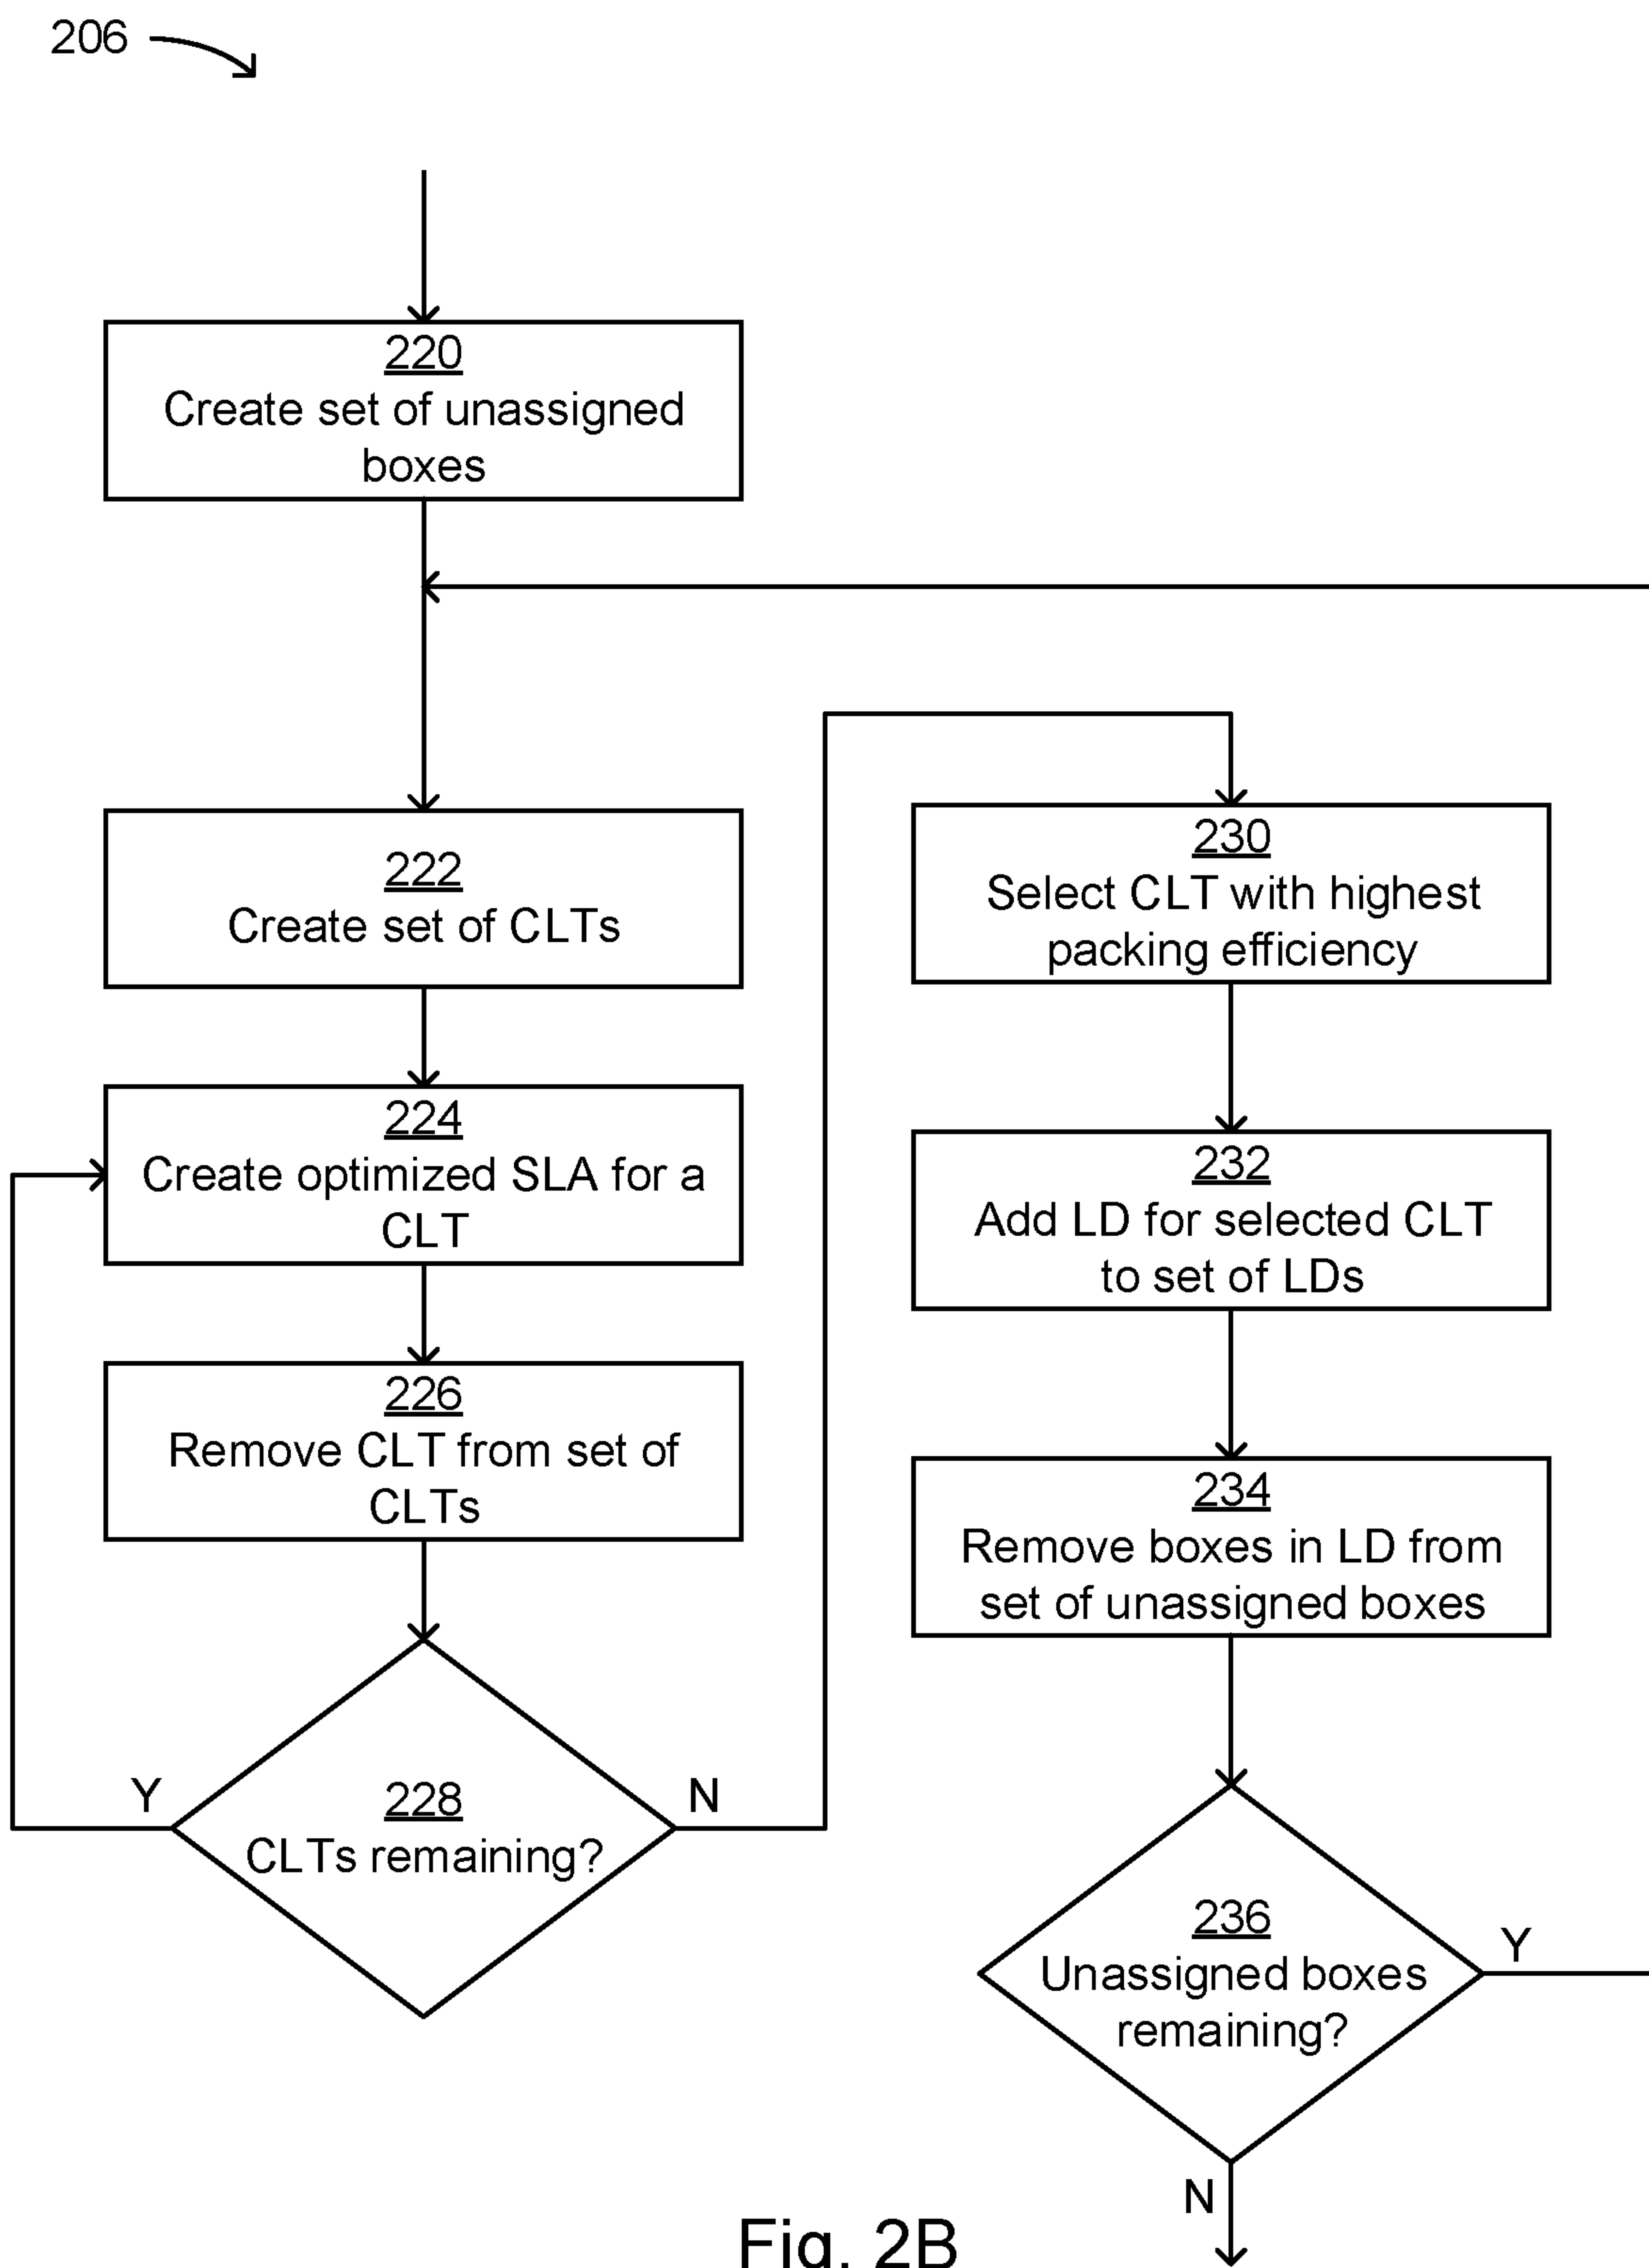 206
220
Create set of unassigned
boxes
222
Create set of CLTs
224
Create optimized SLA for a
CLT
226
Remove CLT from set of
CLTs
Y
228
N
CLTs remaining?
230
Select CLT with highest
packing efficiency
232
Add LD for selected CLT
to set of LDs
234
Remove boxes in LD from
set of unassigned boxes
236
Y
Unassigned boxes
remaining?
N
Fig. 2B